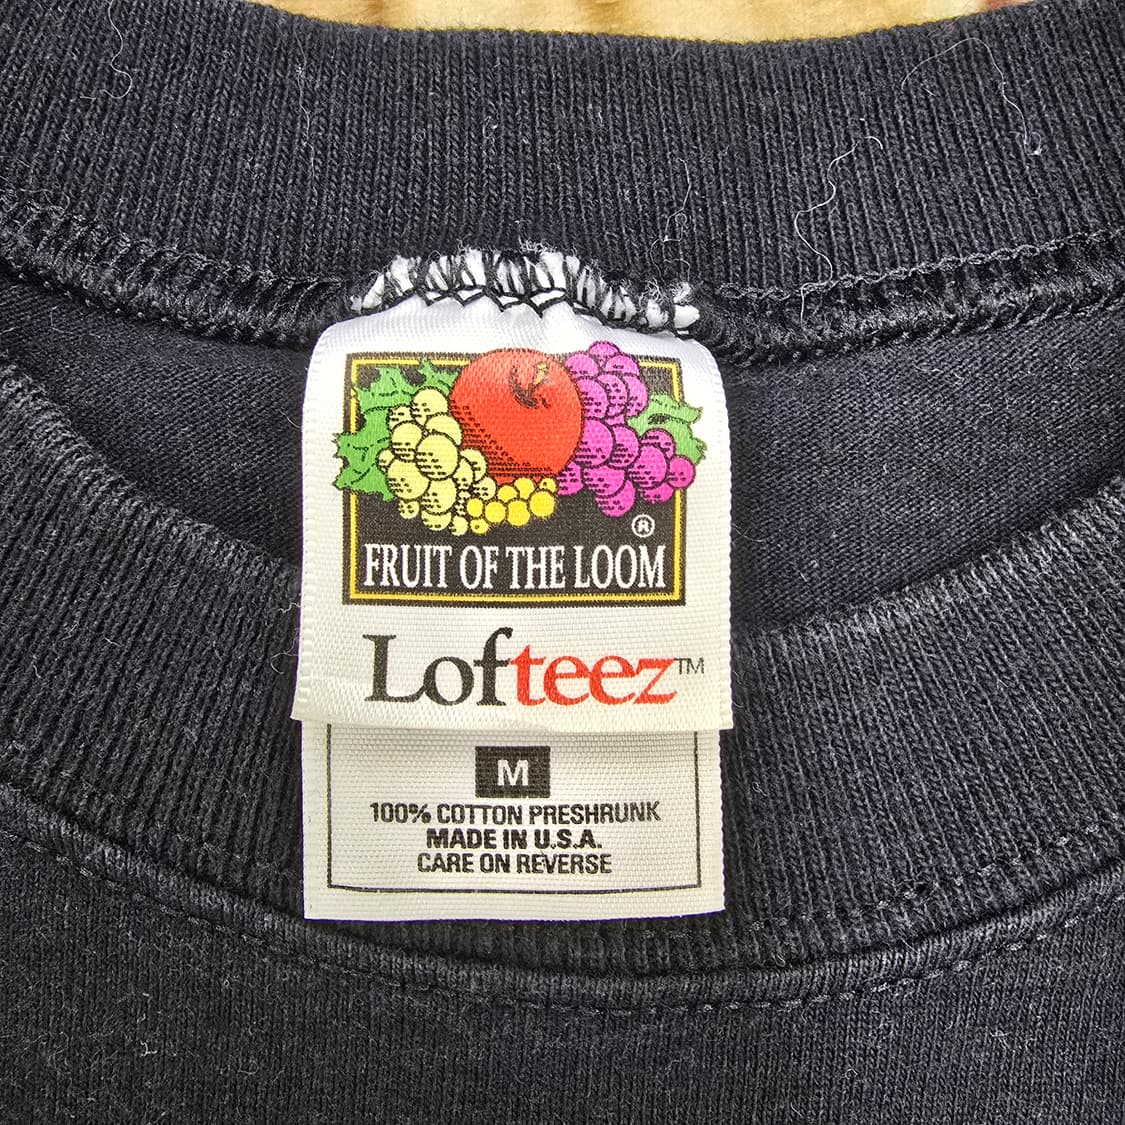 ®
FRUIT OF THE LOOM
Lofteez™
M
100% COTTON PRESHRUNK
MADE IN U.S.A.
CARE ON REVERSE